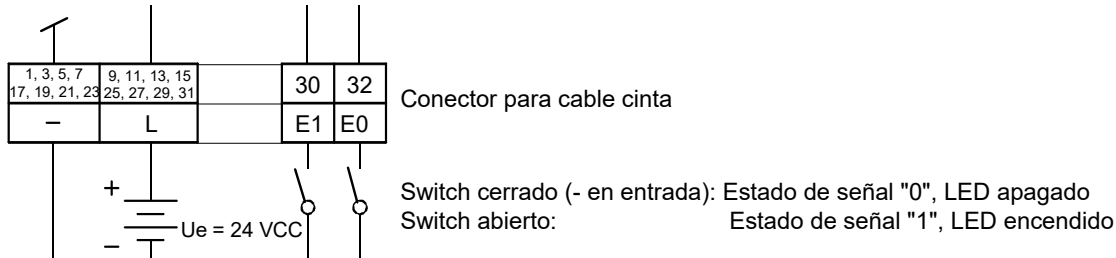 1, 3, 5, 7
17, 19, 21, 23
9, 11, 13, 15
25, 27, 29, 31
30
32
Conector para cable cinta
–
L
E1
E0
+
Ue = 24 VCC
–
Switch cerrado (- en entrada): Estado de señal "0", LED apagado
Switch abierto: Estado de señal "1", LED encendido